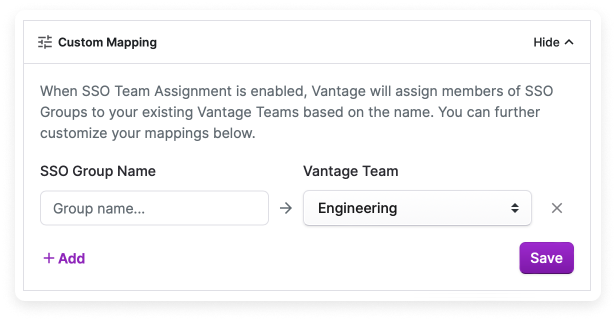 Custom Mapping
Hide
When SSO Team Assignment is enabled, Vantage will assign members of SSO
Groups to your existing Vantage Teams based on the name. You can further
customize your mappings below.
SSO Group Name
Vantage Team
Group name...
Engineering
+ Add
Save